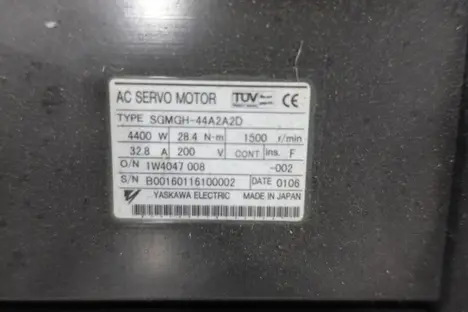 AC SERVO MOTOR TÜV CE
TYPE SGMGH-44A2A2D
4400 W 28.4 N·m 1500 r/min
32.8 A 200 V CONT Ins. F
O/N 1W4047 008 -002
S/N B00160116100002 DATE 0106
YASKAWA ELECTRIC MADE IN JAPAN